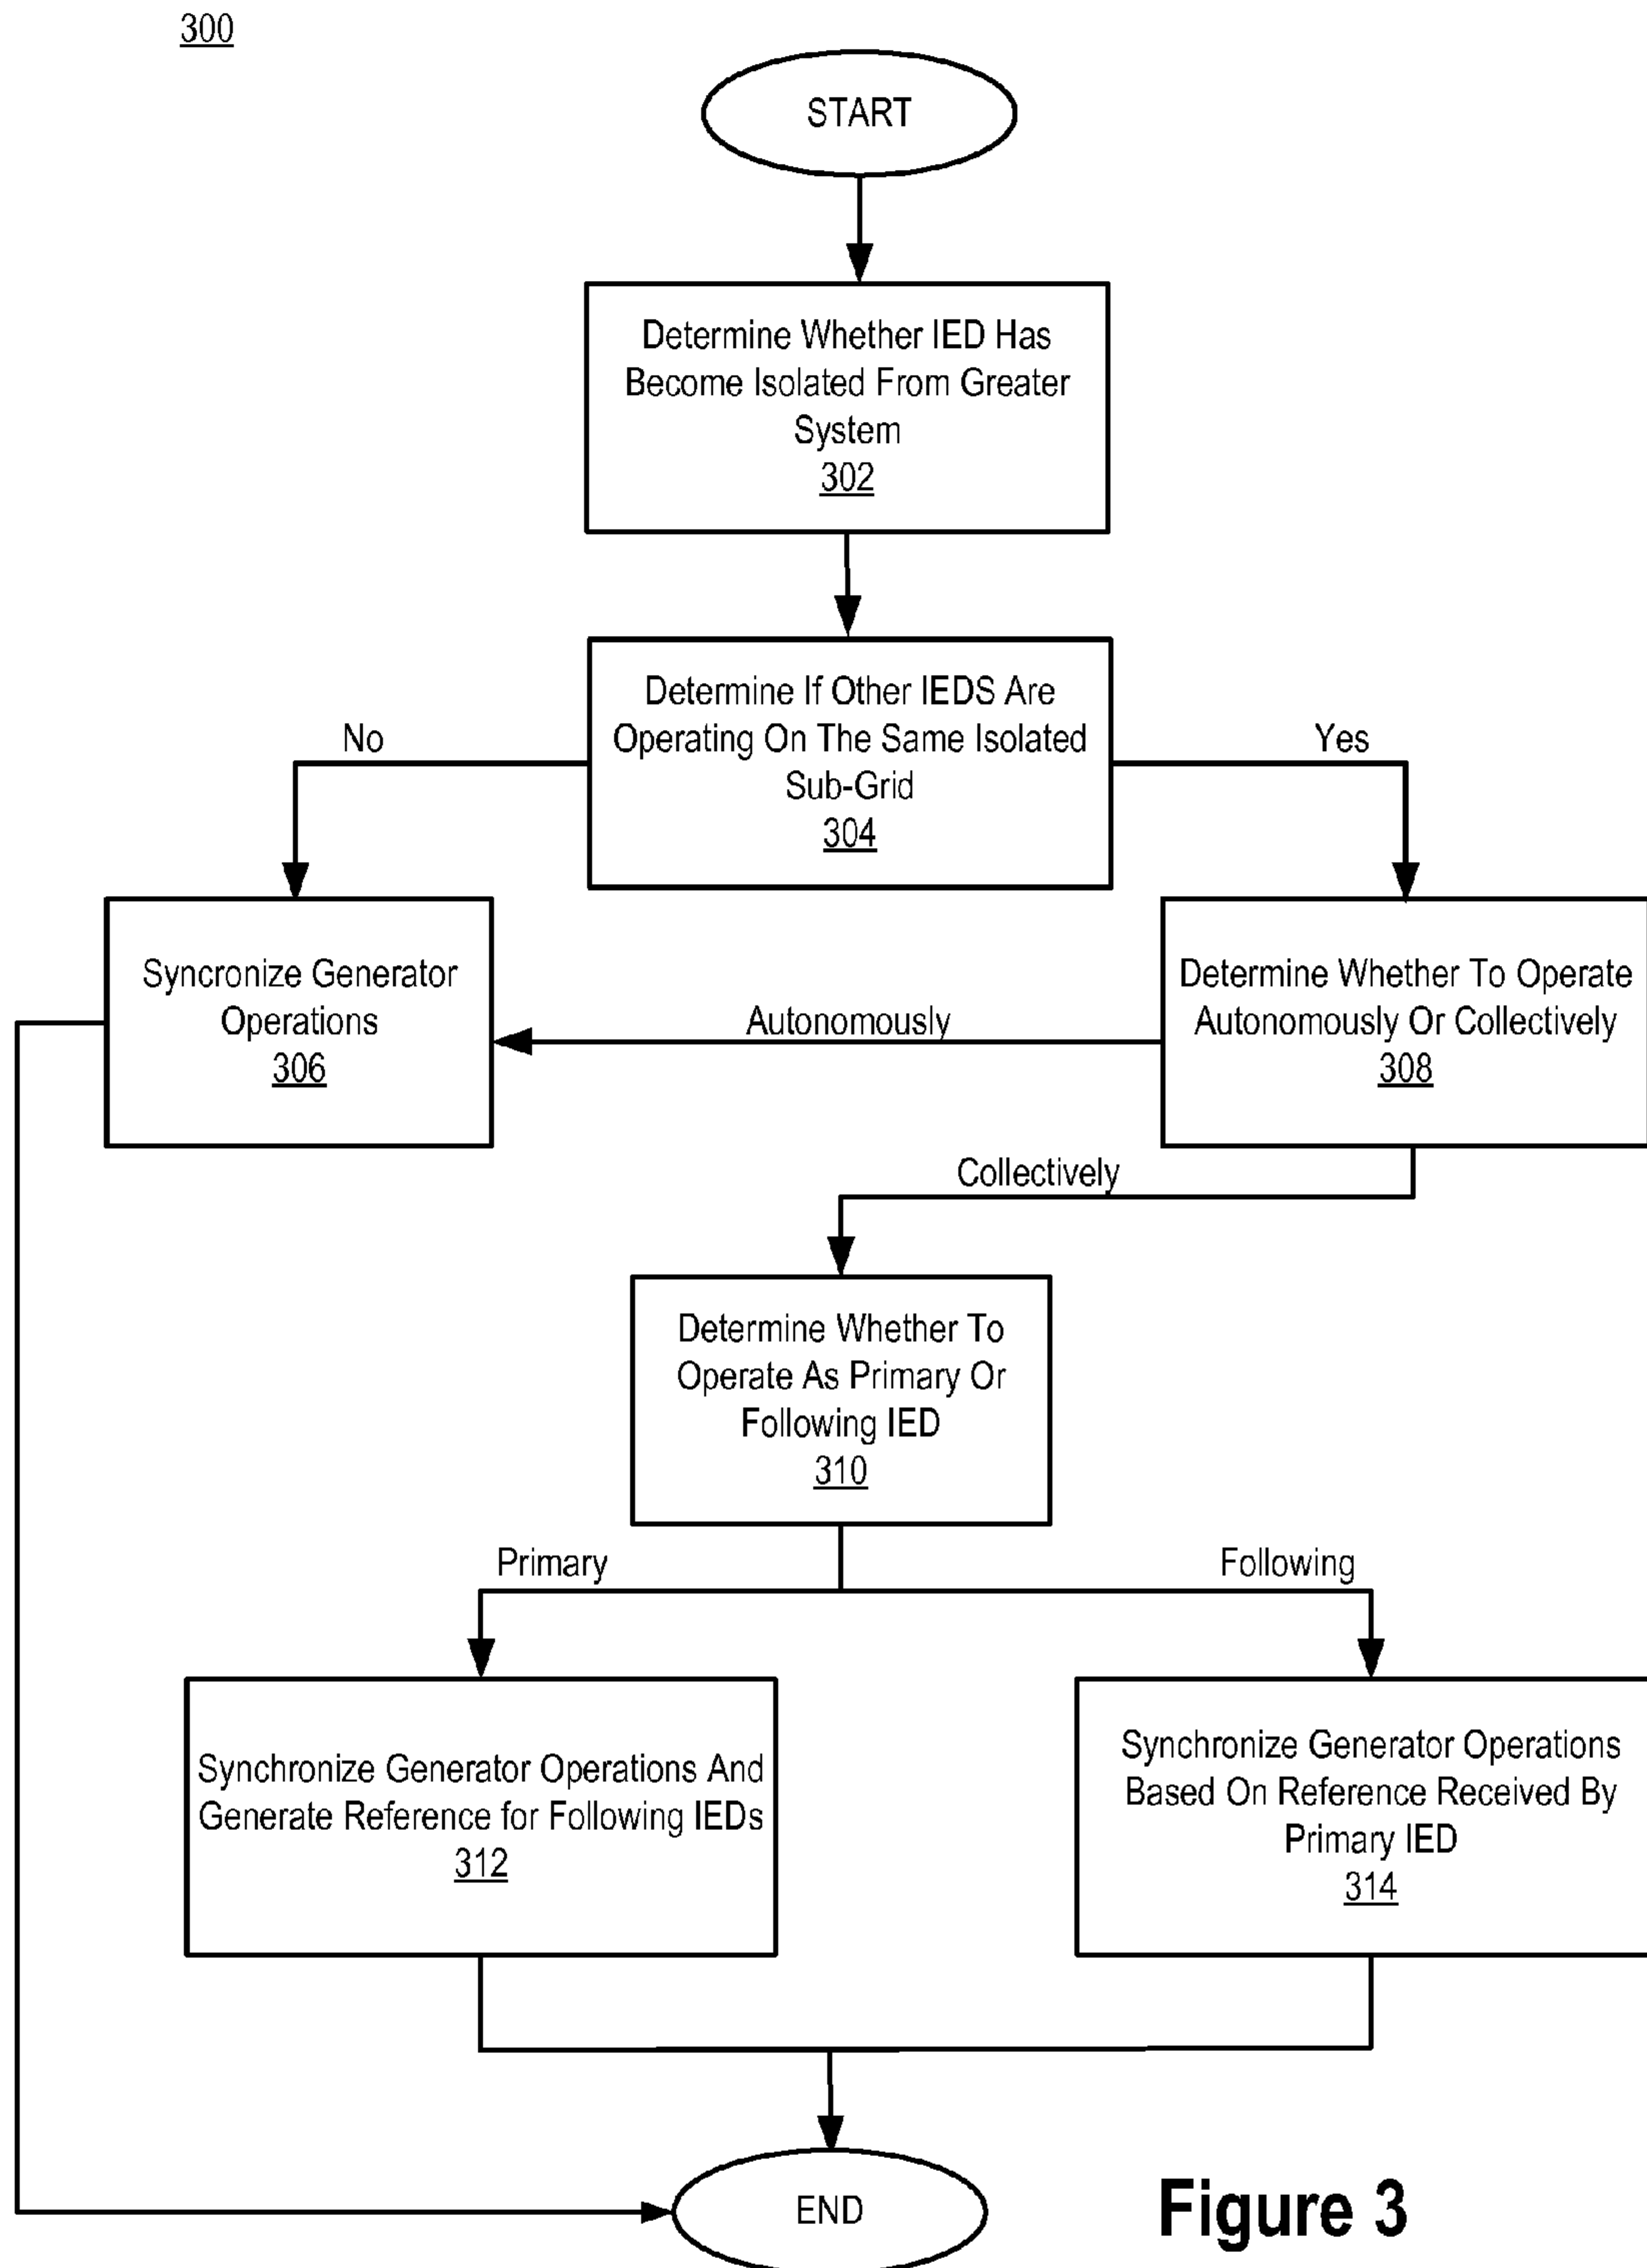 300
START
Determine Whether IED Has
Become Isolated From Greater
System
302
Determine If Other IEDS Are
Operating On The Same Isolated
Sub-Grid
304
No
Yes
Syncronize Generator
Operations
306
Autonomously
Determine Whether To Operate
Autonomously Or Collectively
308
Collectively
Determine Whether To
Operate As Primary Or
Following IED
310
Primary
Following
Synchronize Generator Operations And
Generate Reference for Following IEDs
312
Synchronize Generator Operations
Based On Reference Received By
Primary IED
314
END
Figure 3